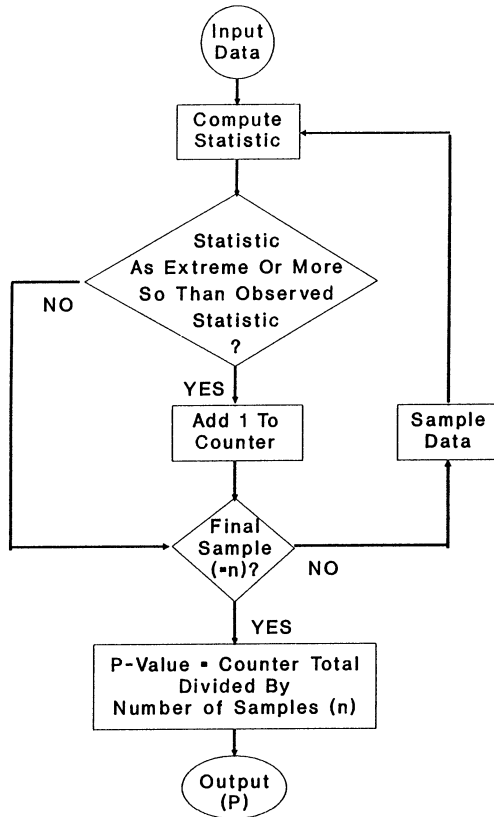 Input
Data
Compute
Statistic
Statistic
As Extreme Or More
So Than Observed
Statistic
?
NO
YES
Add 1 To
Counter
Sample
Data
Final
Sample
(=n)?
NO
YES
P-Value = Counter Total
Divided By
Number of Samples (n)
Output
(P)